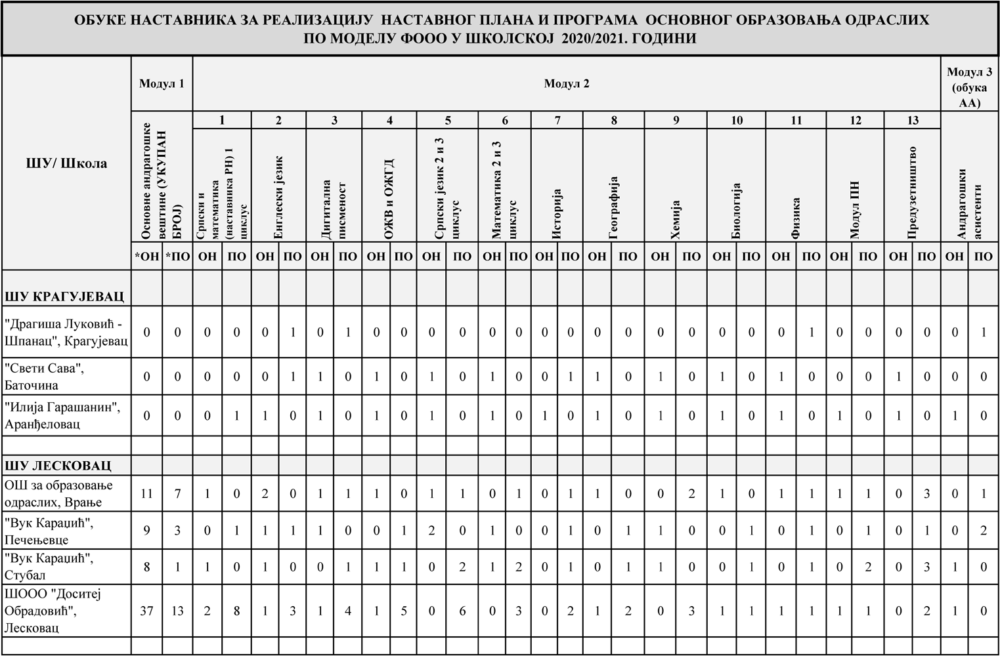 ОБУКЕ НАСТАВНИКА ЗА РЕАЛИЗАЦИЈУ НАСТАВНОГ ПЛАНА И ПРОГРАМА ОСНОВНОГ ОБРАЗОВАЊА ОДРАСЛИХ
ПО МОДЕЛУ ФООО У ШКОЛСКОЈ 2020/2021. ГОДИНИ
ШУ/ Школа
Модул 1
Модул 2
Модул 3
(обука
АА)
1 2 3 4 5 6 7 8 9 10 11 12 13
Основне андрагошке
вештине (УКУПАН
БРОЈ)
Српски и
математика
(наставника РН) 1
циклус
Енглески језик
Дигитална
писменост
ОЖВ и ОЖГД
Српски језик 2 и 3
циклус
Математика 2 и 3
циклус
Историја
Географија
Хемија
Биологија
Физика
Модул ПН
Предузетништво
Андрагошки
асистенти
*ОН *ПО ОН ПО ОН ПО ОН ПО ОН ПО ОН ПО ОН ПО ОН ПО ОН ПО ОН ПО ОН ПО ОН ПО ОН ПО ОН ПО ОН ПО
ШУ КРАГУЈЕВАЦ
"Драгиша Луковић -
Шпанац", Крагујевац
0 0 0 0 0 1 0 1 0 0 0 0 0 0 0 0 0 0 0 0 0 0 0 1 0 0 0 0 0 1
"Свети Сава",
Баточина
0 0 0 0 0 1 1 0 1 0 1 0 1 0 0 1 1 0 1 0 1 0 1 0 0 0 1 0 0 0
"Илија Гарашанин",
Аранђеловац
0 0 0 1 1 0 1 0 1 0 1 0 1 0 1 0 1 0 1 0 1 0 1 0 1 0 1 0 1 0
ШУ ЛЕСКОВАЦ
ОШ за образовање
одраслих, Врање
11 7 1 0 2 0 1 1 1 0 1 1 0 1 0 1 1 0 0 2 1 0 1 1 1 1 0 3 0 1
"Вук Караџић",
Печењевце
9 3 0 1 1 1 1 0 0 1 2 0 1 0 0 1 0 1 1 0 0 1 0 1 0 1 0 1 0 2
"Вук Караџић",
Стубал
8 1 1 0 1 0 0 1 1 1 0 2 1 2 0 1 0 1 1 0 0 1 0 1 0 2 0 3 1 0
ШООО "Доситеј
Обрадовић",
Лесковац
37 13 2 8 1 3 1 4 1 5 0 6 0 3 0 2 1 2 0 3 1 1 1 1 1 1 0 2 1 0